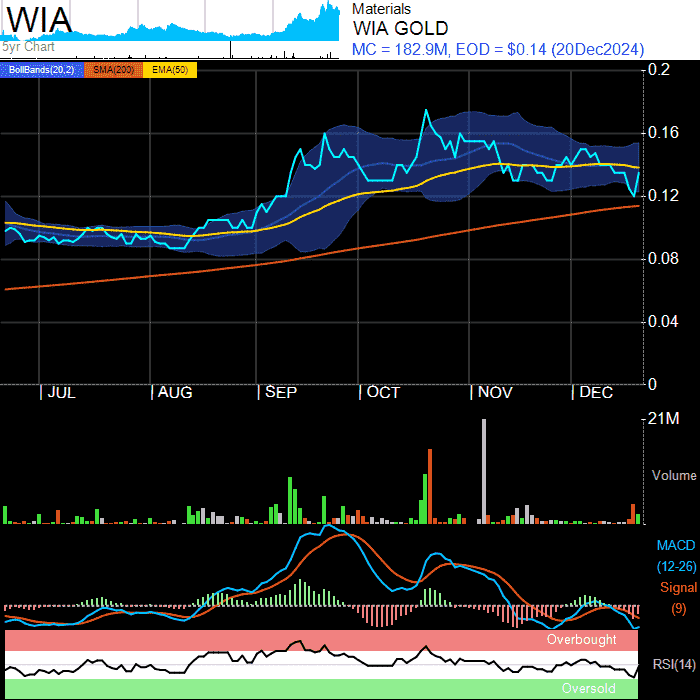 WIA
5yr Chart
Materials
WIA GOLD
MC = 182.9M, EOD = $0.14 (20Dec2024)
BollBands(20,2) SMA(200) EMA(50)
0.2
0.16
0.12
0.08
0.04
0
JUL AUG SEP OCT NOV DEC
21M
Volume
MACD
(12-26)
Signal
(9)
Overbought
RSI(14)
Oversold